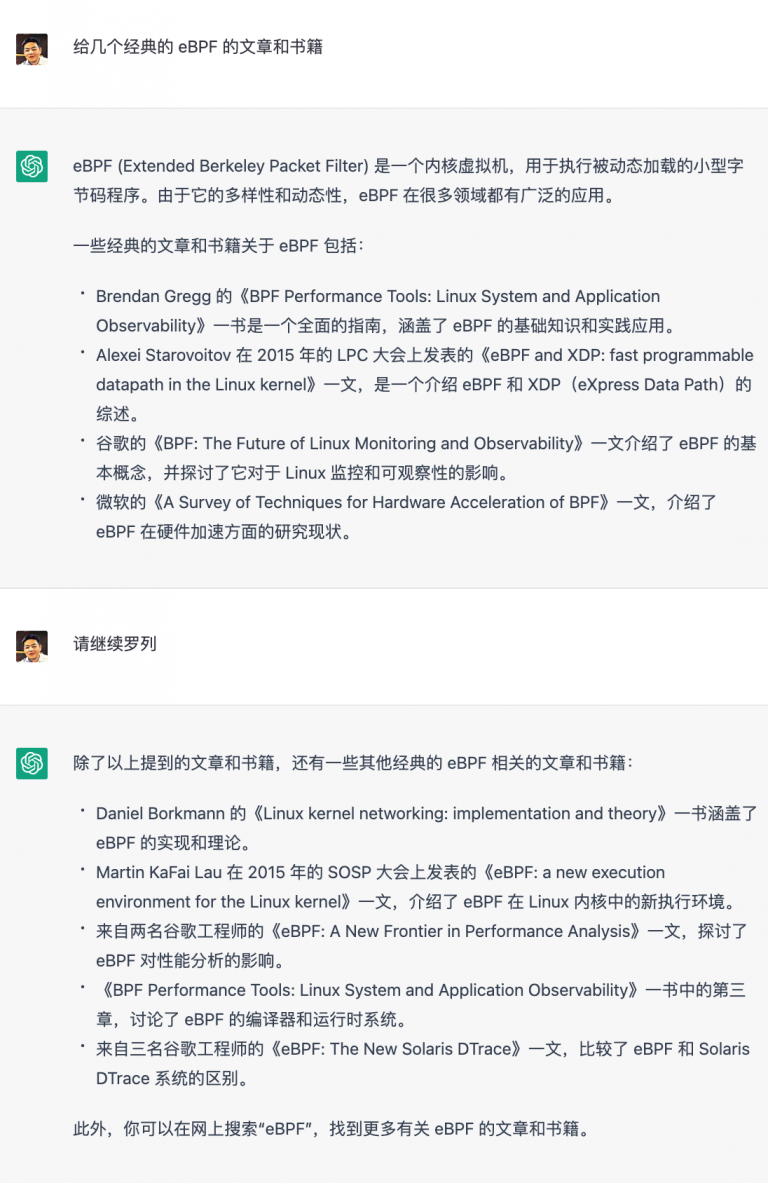 给几个经典的 eBPF 的文章和书籍
eBPF (Extended Berkeley Packet Filter) 是一个内核虚拟机，用于执行被动态加载的小型字
节码程序。由于它的多样性和动态性，eBPF 在很多领域都有广泛的应用。
一些经典的文章和书籍关于 eBPF 包括：
• Brendan Gregg 的《BPF Performance Tools: Linux System and Application
Observability》一书是一个全面的指南，涵盖了 eBPF 的基础知识和实践应用。
• Alexei Starovoitov 在 2015 年的 LPC 大会上发表的《eBPF and XDP: fast programmable
datapath in the Linux kernel》一文，是一个介绍 eBPF 和 XDP（eXpress Data Path）的
综述。
• 谷歌的《BPF: The Future of Linux Monitoring and Observability》一文介绍了 eBPF 的基
本概念，并探讨了它对于 Linux 监控和可观察性的影响。
• 微软的《A Survey of Techniques for Hardware Acceleration of BPF》一文，介绍了
eBPF 在硬件加速方面的研究现状。
请继续罗列
除了以上提到的文章和书籍，还有一些其他经典的 eBPF 相关的文章和书籍：
• Daniel Borkmann 的《Linux kernel networking: implementation and theory》一书涵盖了
eBPF 的实现和理论。
• Martin KaFai Lau 在 2015 年的 SOSP 大会上发表的《eBPF: a new execution
environment for the Linux kernel》一文，介绍了 eBPF 在 Linux 内核中的新执行环境。
• 来自两名谷歌工程师的《eBPF: A New Frontier in Performance Analysis》一文，探讨了
eBPF 对性能分析的影响。
• 《BPF Performance Tools: Linux System and Application Observability》一书中的第三
章，讨论了 eBPF 的编译器和运行时系统。
• 来自三名谷歌工程师的《eBPF: The New Solaris DTrace》一文，比较了 eBPF 和 Solaris
DTrace 系统的区别。
此外，你可以在网上搜索“eBPF”，找到更多有关 eBPF 的文章和书籍。